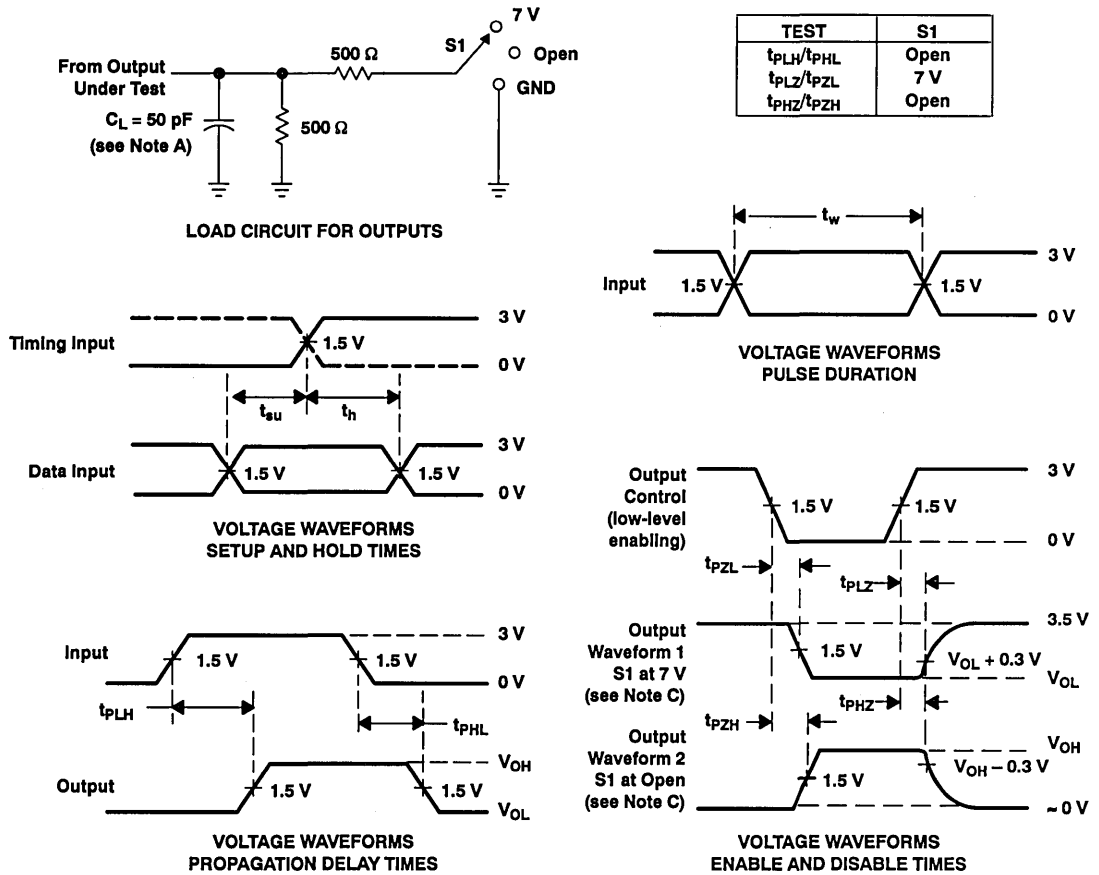 7 V
S1
Open
500 Ω
From Output
Under Test
GND
C_L = 50 pF
(see Note A)
500 Ω
LOAD CIRCUIT FOR OUTPUTS
TEST S1
t_PLH/t_PHL Open
t_PLZ/t_PZL 7 V
t_PHZ/t_PZH Open
t_w
3 V
Input 1.5 V 1.5 V
0 V
VOLTAGE WAVEFORMS
PULSE DURATION
3 V
Timing Input 1.5 V
0 V
t_su t_h
3 V
Data Input 1.5 V 1.5 V
0 V
VOLTAGE WAVEFORMS
SETUP AND HOLD TIMES
3 V
Input 1.5 V 1.5 V
0 V
t_PLH t_PHL
V_OH
Output 1.5 V 1.5 V
V_OL
VOLTAGE WAVEFORMS
PROPAGATION DELAY TIMES
Output
Control
(low-level
enabling)
3 V
1.5 V 1.5 V
0 V
t_PZL
t_PLZ
Output
Waveform 1
S1 at 7 V
(see Note C)
3.5 V
1.5 V
V_OL + 0.3 V
V_OL
t_PHZ
t_PZH
Output
Waveform 2
S1 at Open
(see Note C)
V_OH
V_OH – 0.3 V
1.5 V
≈ 0 V
VOLTAGE WAVEFORMS
ENABLE AND DISABLE TIMES